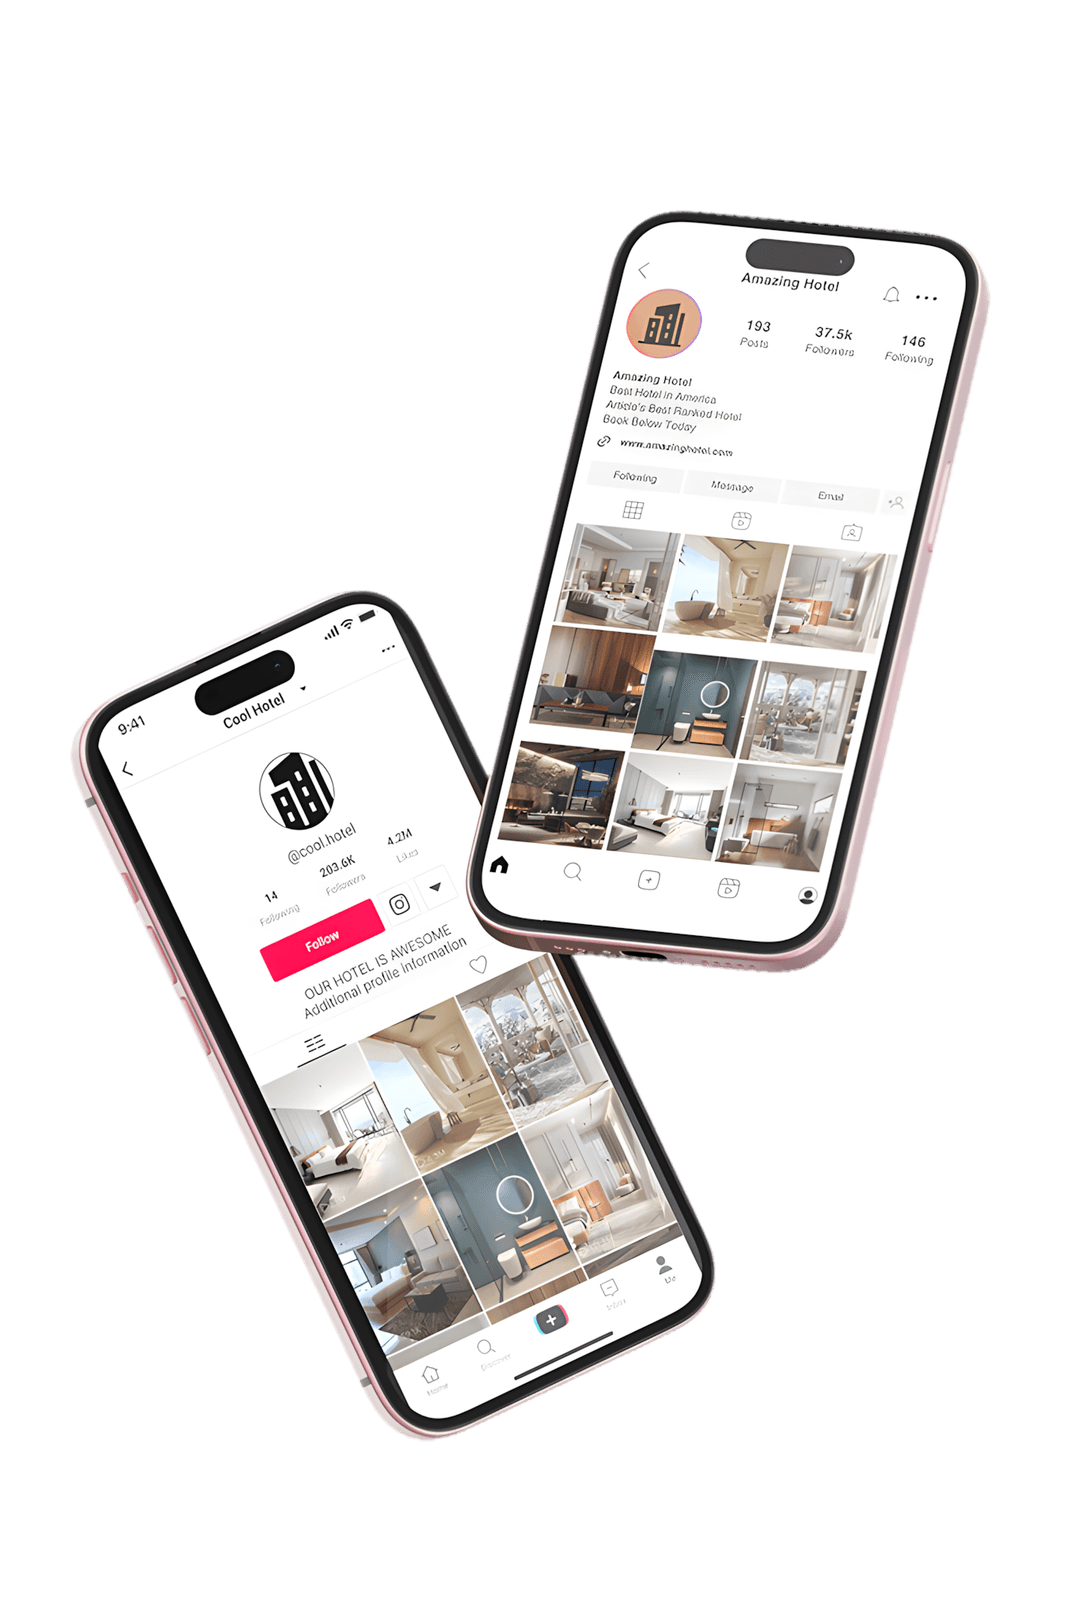 Amazing Hotel
193
Posts
37.5k
Followers
146
Following
Amazing Hotel
Best Hotel in America
Article's Best Ranked Hotel
Book Below Today
www.amazinghotel.com
Following
Message
Email
9:41
Cool Hotel
@cool.hotel
14
Following
203.6K
Followers
4.2M
Likes
Follow
OUR HOTEL IS AWESOME
Additional profile information
Home
Discover
Inbox
Me